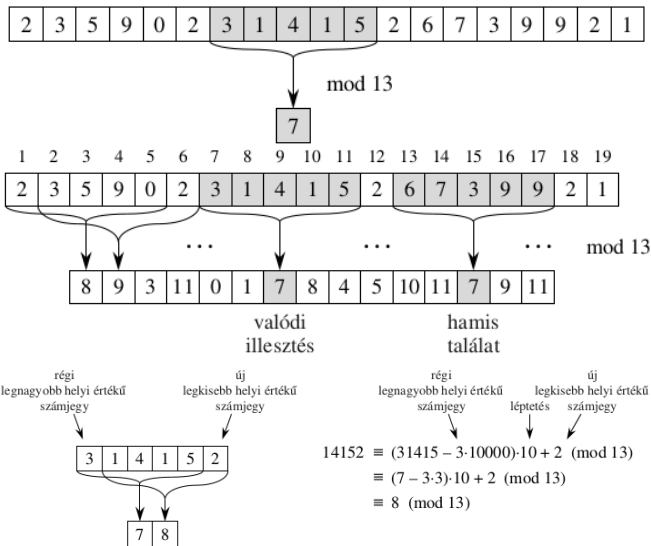 2 3 5 9 0 2 3 1 4 1 5 2 6 7 3 9 9 2 1
mod 13
7
1 2 3 4 5 6 7 8 9 10 11 12 13 14 15 16 17 18 19
2 3 5 9 0 2 3 1 4 1 5 2 6 7 3 9 9 2 1
... ... ... mod 13
8 9 3 11 0 1 7 8 4 5 10 11 7 9 11
valódi
illesztés
hamis
találat
régi
legnagyobb helyi értékű
számjegy
új
legkisebb helyi értékű
számjegy
3 1 4 1 5 2
7 8
régi
legnagyobb helyi értékű
számjegy
léptetés
új
legkisebb helyi értékű
számjegy
14152 ≡ (31415 – 3·10000)·10 + 2 (mod 13)
≡ (7 – 3·3)·10 + 2 (mod 13)
≡ 8 (mod 13)